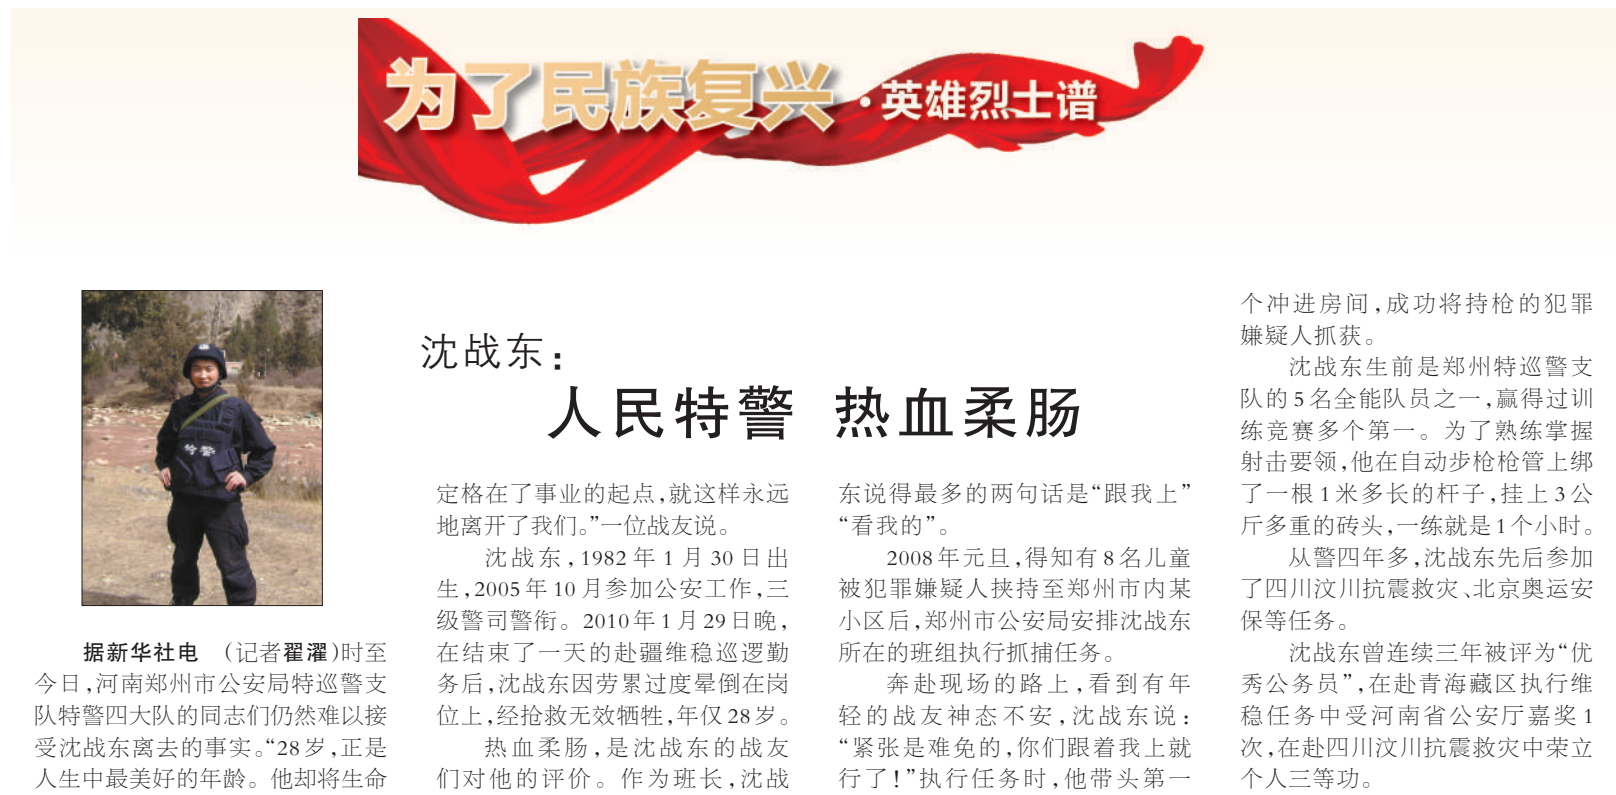 为了民族复兴·英雄烈士谱
沈战东：
人民特警 热血柔肠
特警
据新华社电 （记者翟濯）时至
今日，河南郑州市公安局特巡警支
队特警四大队的同志们仍然难以接
受沈战东离去的事实。“28岁，正是
人生中最美好的年龄。他却将生命
定格在了事业的起点，就这样永远
地离开了我们。”一位战友说。
沈战东，1982年1月30日出
生，2005年10月参加公安工作，三
级警司警衔。2010年1月29日晚，
在结束了一天的赴疆维稳巡逻勤
务后，沈战东因劳累过度晕倒在岗
位上，经抢救无效牺牲，年仅28岁。
热血柔肠，是沈战东的战友
们对他的评价。作为班长，沈战
东说得最多的两句话是“跟我上”
“看我的”。
2008年元旦，得知有8名儿童
被犯罪嫌疑人挟持至郑州市内某
小区后，郑州市公安局安排沈战东
所在的班组执行抓捕任务。
奔赴现场的路上，看到有年
轻的战友神态不安，沈战东说：
“紧张是难免的，你们跟着我上就
行了！”执行任务时，他带头第一
个冲进房间，成功将持枪的犯罪
嫌疑人抓获。
沈战东生前是郑州特巡警支
队的5名全能队员之一，赢得过训
练竞赛多个第一。为了熟练掌握
射击要领，他在自动步枪枪管上绑
了一根1米多长的杆子，挂上3公
斤多重的砖头，一练就是1个小时。
从警四年多，沈战东先后参加
了四川汶川抗震救灾、北京奥运安
保等任务。
沈战东曾连续三年被评为“优
秀公务员”，在赴青海藏区执行维
稳任务中受河南省公安厅嘉奖1
次，在赴四川汶川抗震救灾中荣立
个人三等功。